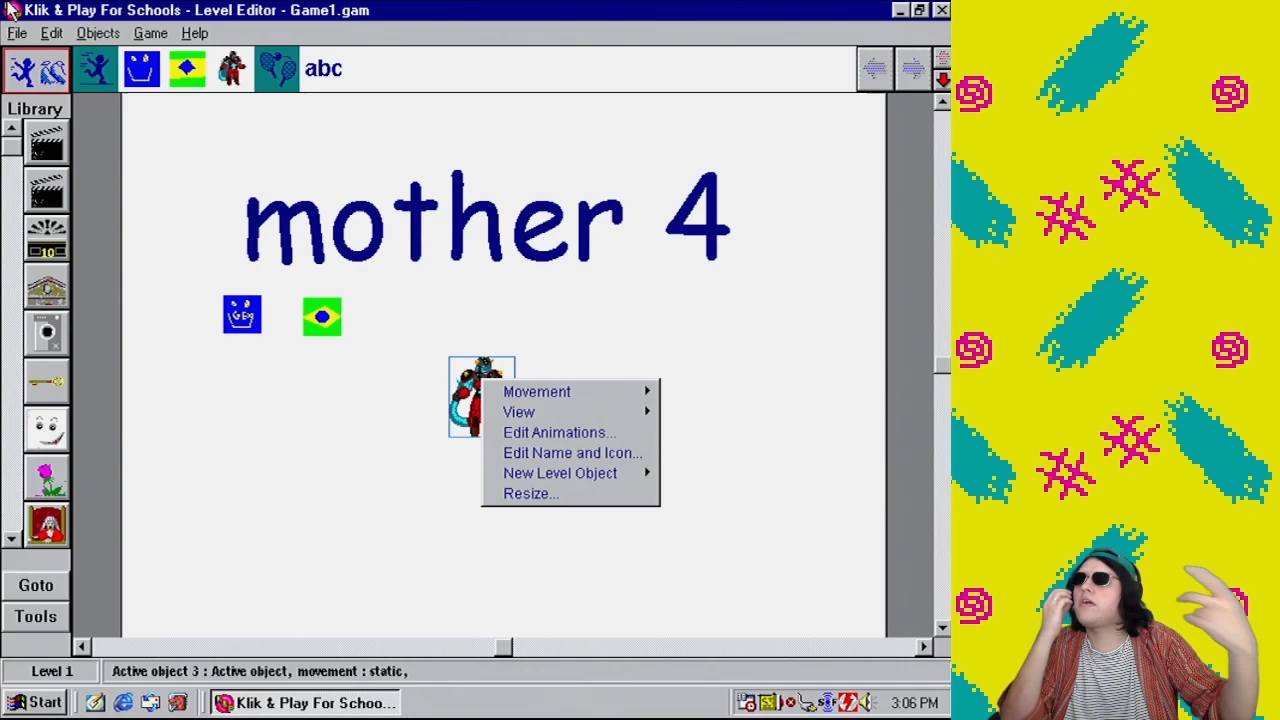 Klik & Play For Schools - Level Editor - Game1.gam
File Edit Objects Game Help
abc
Library
mother 4
10
Movement
View
Edit Animations...
Edit Name and Icon...
New Level Object
Resize...
Goto
Tools
Level 1 Active object 3 : Active object, movement : static,
Start Klik & Play For Schoo... 3:06 PM